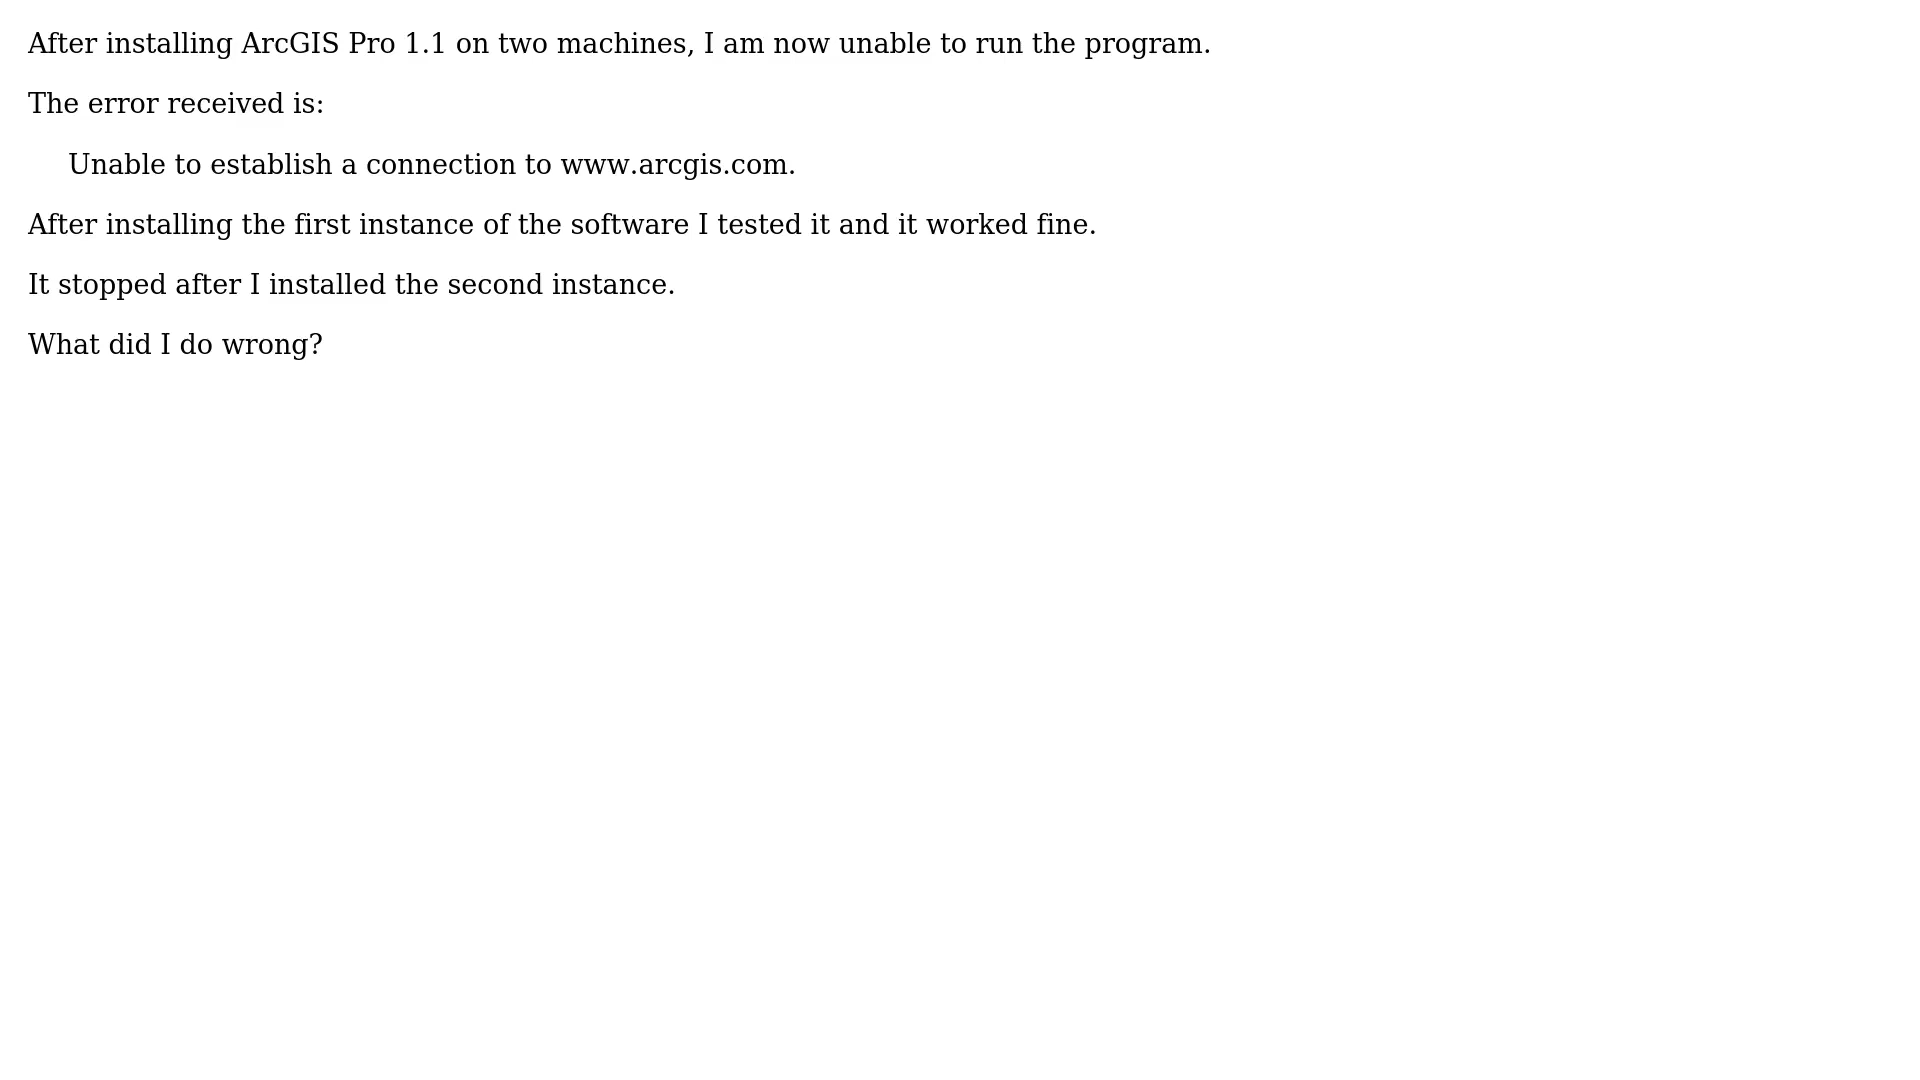 After installing ArcGIS Pro 1.1 on two machines, I am now unable to run the program.
The error received is:
Unable to establish a connection to www.arcgis.com.
After installing the first instance of the software I tested it and it worked fine.
It stopped after I installed the second instance.
What did I do wrong?